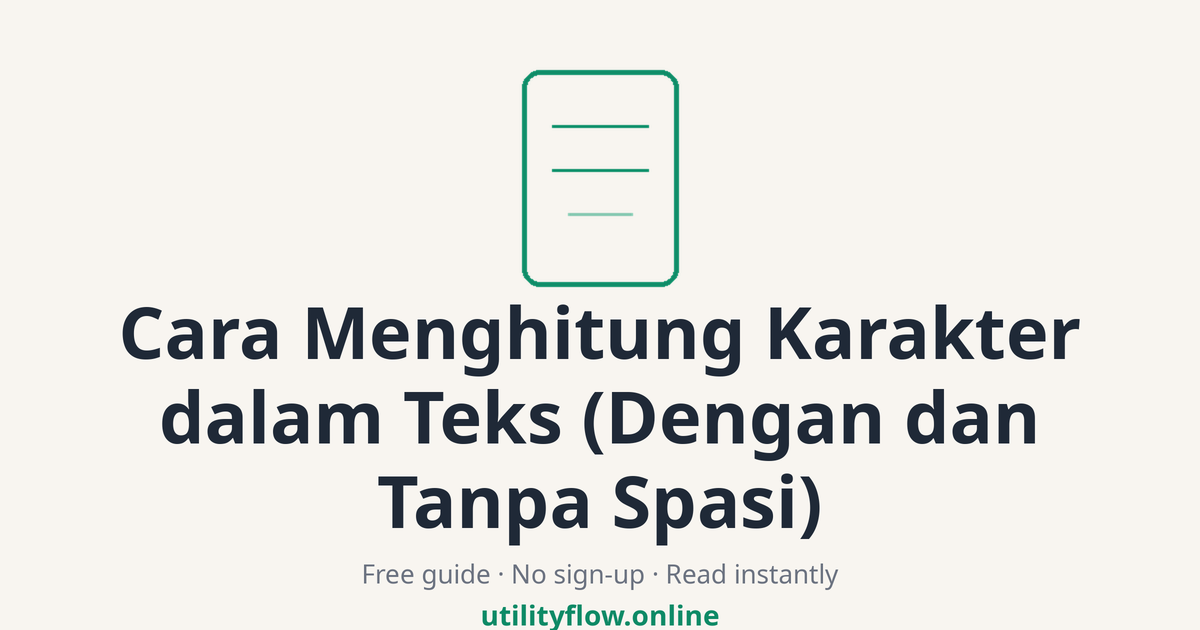 Cara Menghitung Karakter
dalam Teks (Dengan dan
Tanpa Spasi)
Free guide · No sign-up · Read instantly
utilityflow.online